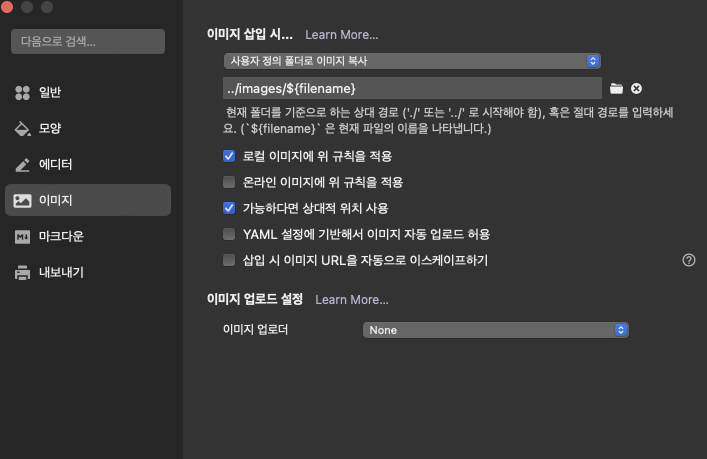 다음으로 검색...
일반
모양
에디터
이미지
마크다운
내보내기
이미지 삽입 시... Learn More...
사용자 정의 폴더로 이미지 복사
../images/${filename}
현재 폴더를 기준으로 하는 상대 경로 ('./' 또는 '../' 로 시작해야 함), 혹은 절대 경로를 입력하세
요. (`${filename}` 은 현재 파일의 이름을 나타냅니다.)
로컬 이미지에 위 규칙을 적용
온라인 이미지에 위 규칙을 적용
가능하다면 상대적 위치 사용
YAML 설정에 기반해서 이미지 자동 업로드 허용
삽입 시 이미지 URL을 자동으로 이스케이프하기
이미지 업로드 설정 Learn More...
이미지 업로더 None